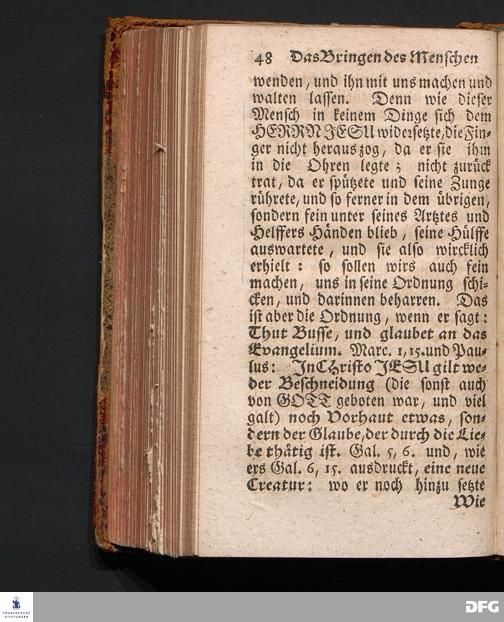 48 Das Bringen des Menschen
wenden, und ihn mit uns machen und
walten lassen. Denn wie dieser
Mensch in keinem Dinge sich dem
HERRN JESU widersetzte, die Fin-
ger nicht heraus zog, da er sie ihm
in die Ohren legte; nicht zurück
trat, da er spützete und seine Zunge
rührete, und so ferner in dem übrigen,
sondern fein unter seines Artztes und
Helffers Händen blieb, seine Hülffe
auswartete, und sie also wircklich
erhielt: so sollen wirs auch fein
machen, uns in seine Ordnung schi-
cken, und darinnen beharren. Das
ist aber die Ordnung, wenn er sagt:
Thut Busse, und glaubet an das
Evangelium. Marc. 1, 15. und Pau-
lus: In Christo JESU gilt we-
der Beschneidung (die sonst auch
von GOTT geboten war, und viel
galt) noch Vorhaut etwas, son-
dern der Glaube, der durch die Lie-
be thätig ist. Gal. 5, 6. und, wie
ers Gal. 6, 15. ausdruckt, eine neue
Creatur: wo er noch hinzu setzte
Wie
FRANCKESCHE
STIFTUNGEN
DFG